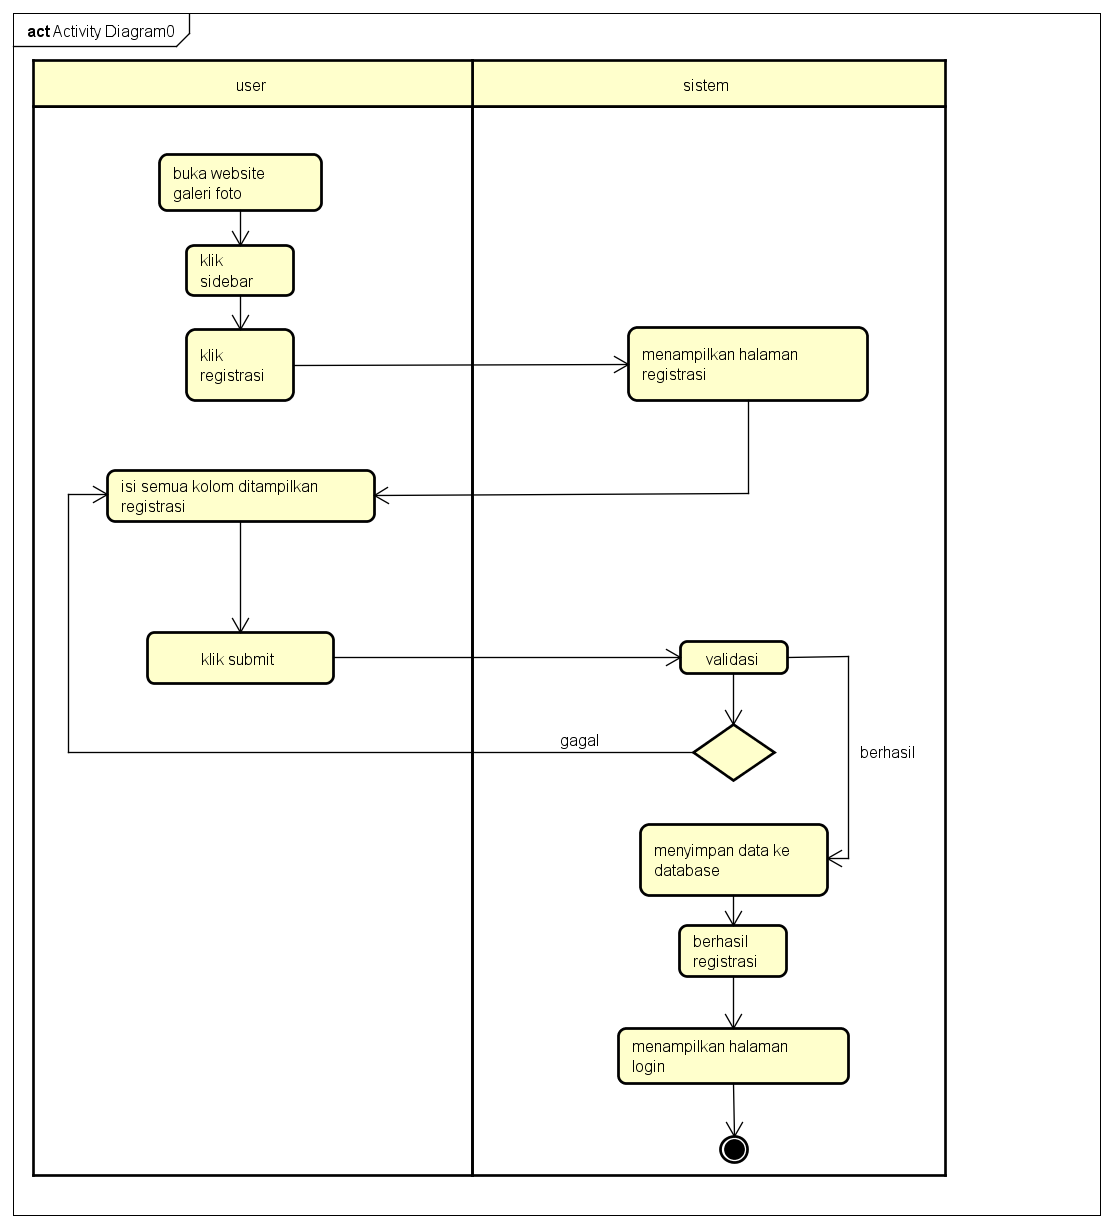 act Activity Diagram0
user
sistem
buka website
galeri foto
klik
sidebar
klik
registrasi
menampilkan halaman
registrasi
isi semua kolom ditampilkan
registrasi
klik submit
validasi
gagal
berhasil
menyimpan data ke
database
berhasil
registrasi
menampilkan halaman
login